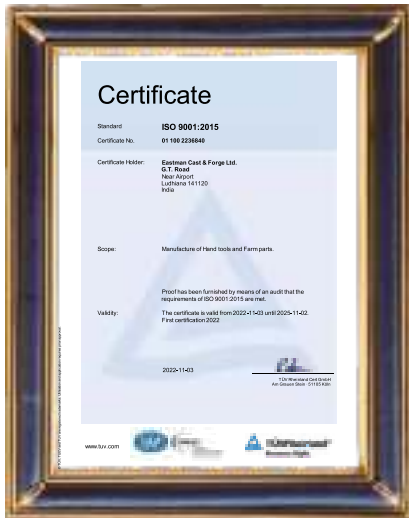 Certificate
Standard ISO 9001:2015
Certificate No. 01 100 2236840
Certificate Holder: Eastman Cast & Forge Ltd.
G.T. Road
Near Airport
Ludhiana 141120
India
Scope: Manufacture of Hand tools and Farm parts.
Proof has been furnished by means of an audit that the
requirements of ISO 9001:2015 are met.
Validity: The certificate is valid from 2022-11-03 until 2025-11-02.
First certification 2022
2022-11-03
TÜV Rheinland Cert GmbH
Am Grauen Stein · 51105 Köln
www.tuv.com
TÜVRheinland
Precisely Right.